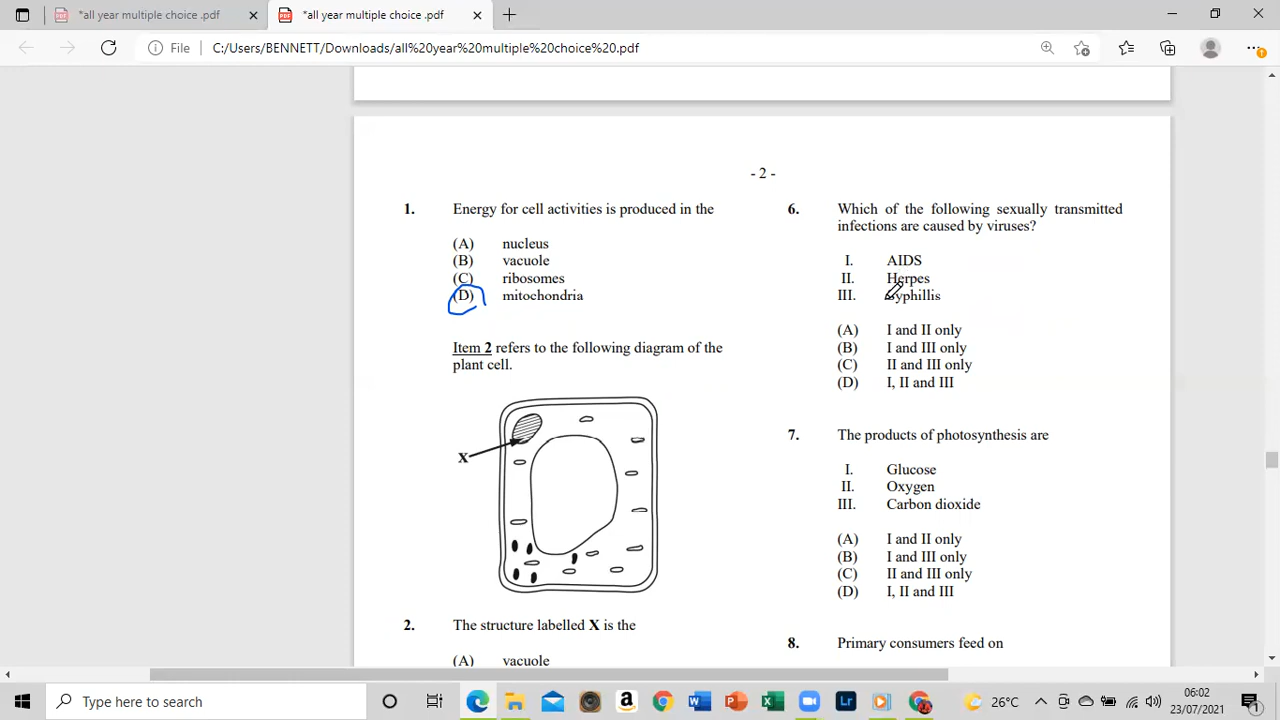 *all year multiple choice .pdf
*all year multiple choice .pdf
File
C:/Users/BENNETT/Downloads/all%20year%20multiple%20choice%20.pdf
- 2 -
1. Energy for cell activities is produced in the
(A) nucleus
(B) vacuole
(C) ribosomes
(D) mitochondria
Item 2 refers to the following diagram of the
plant cell.
X
2. The structure labelled X is the
(A) vacuole
6. Which of the following sexually transmitted
infections are caused by viruses?
I. AIDS
II. Herpes
III. Syphillis
(A) I and II only
(B) I and III only
(C) II and III only
(D) I, II and III
7. The products of photosynthesis are
I. Glucose
II. Oxygen
III. Carbon dioxide
(A) I and II only
(B) I and III only
(C) II and III only
(D) I, II and III
8. Primary consumers feed on
Type here to search
26°C
06:02
23/07/2021